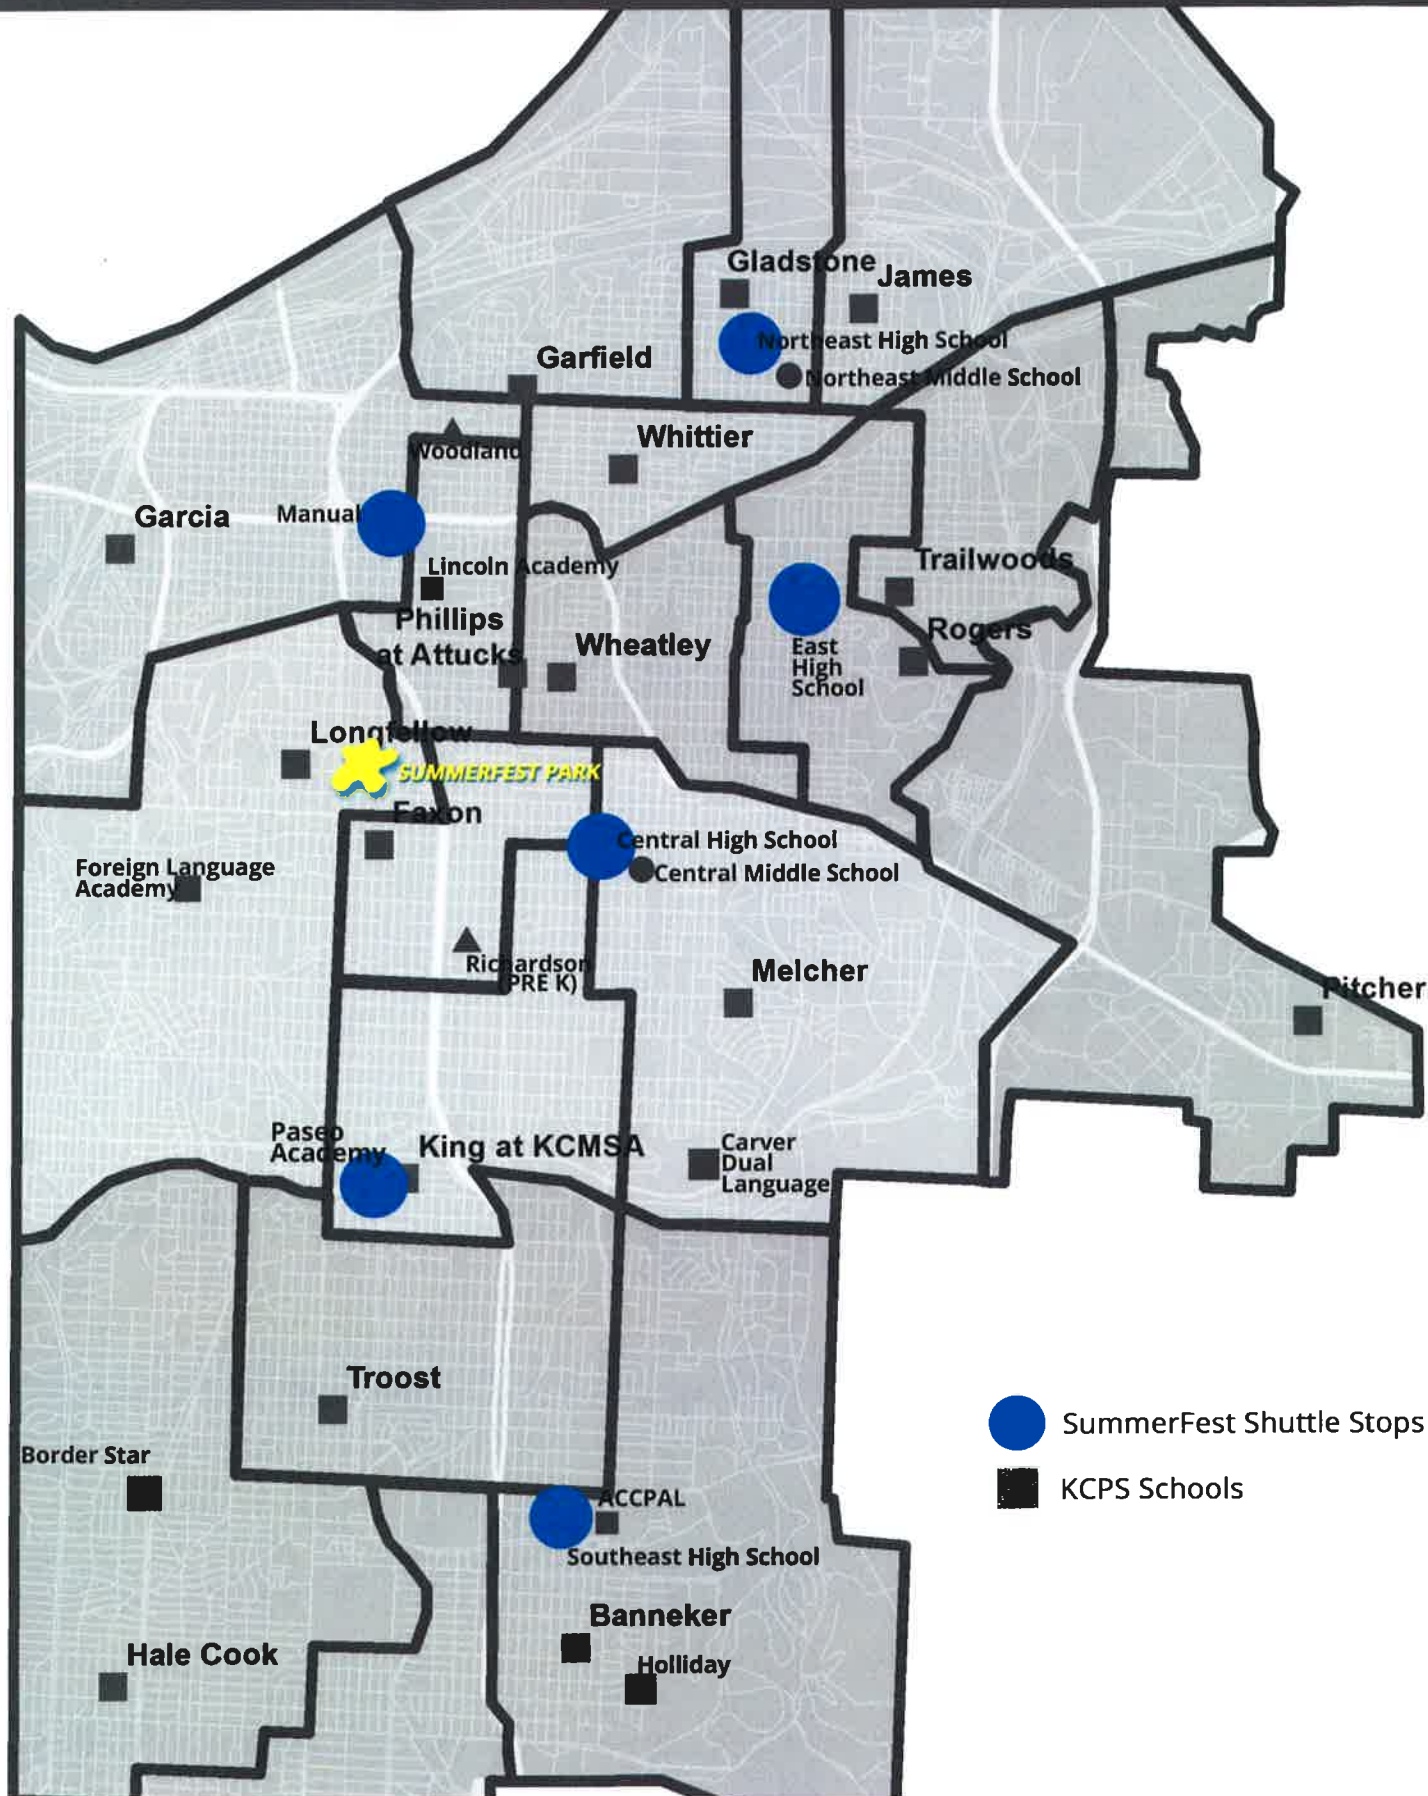 Gladstone
James
Northeast High School
Northeast Middle School
Garfield
Whittier
Woodland
Garcia
Manual
Lincoln Academy
Trailwoods
Phillips
at Attucks
Wheatley
Rogers
East
High
School
Longfellow
SUMMERFEST PARK
Faxon
Central High School
Central Middle School
Foreign Language
Academy
Richardson
(PRE K)
Melcher
Pitcher
Paseo
Academy
King at KCMSA
Carver
Dual
Language
Troost
SummerFest Shuttle Stops
Border Star
KCPS Schools
ACCPAL
Southeast High School
Banneker
Hale Cook
Holliday